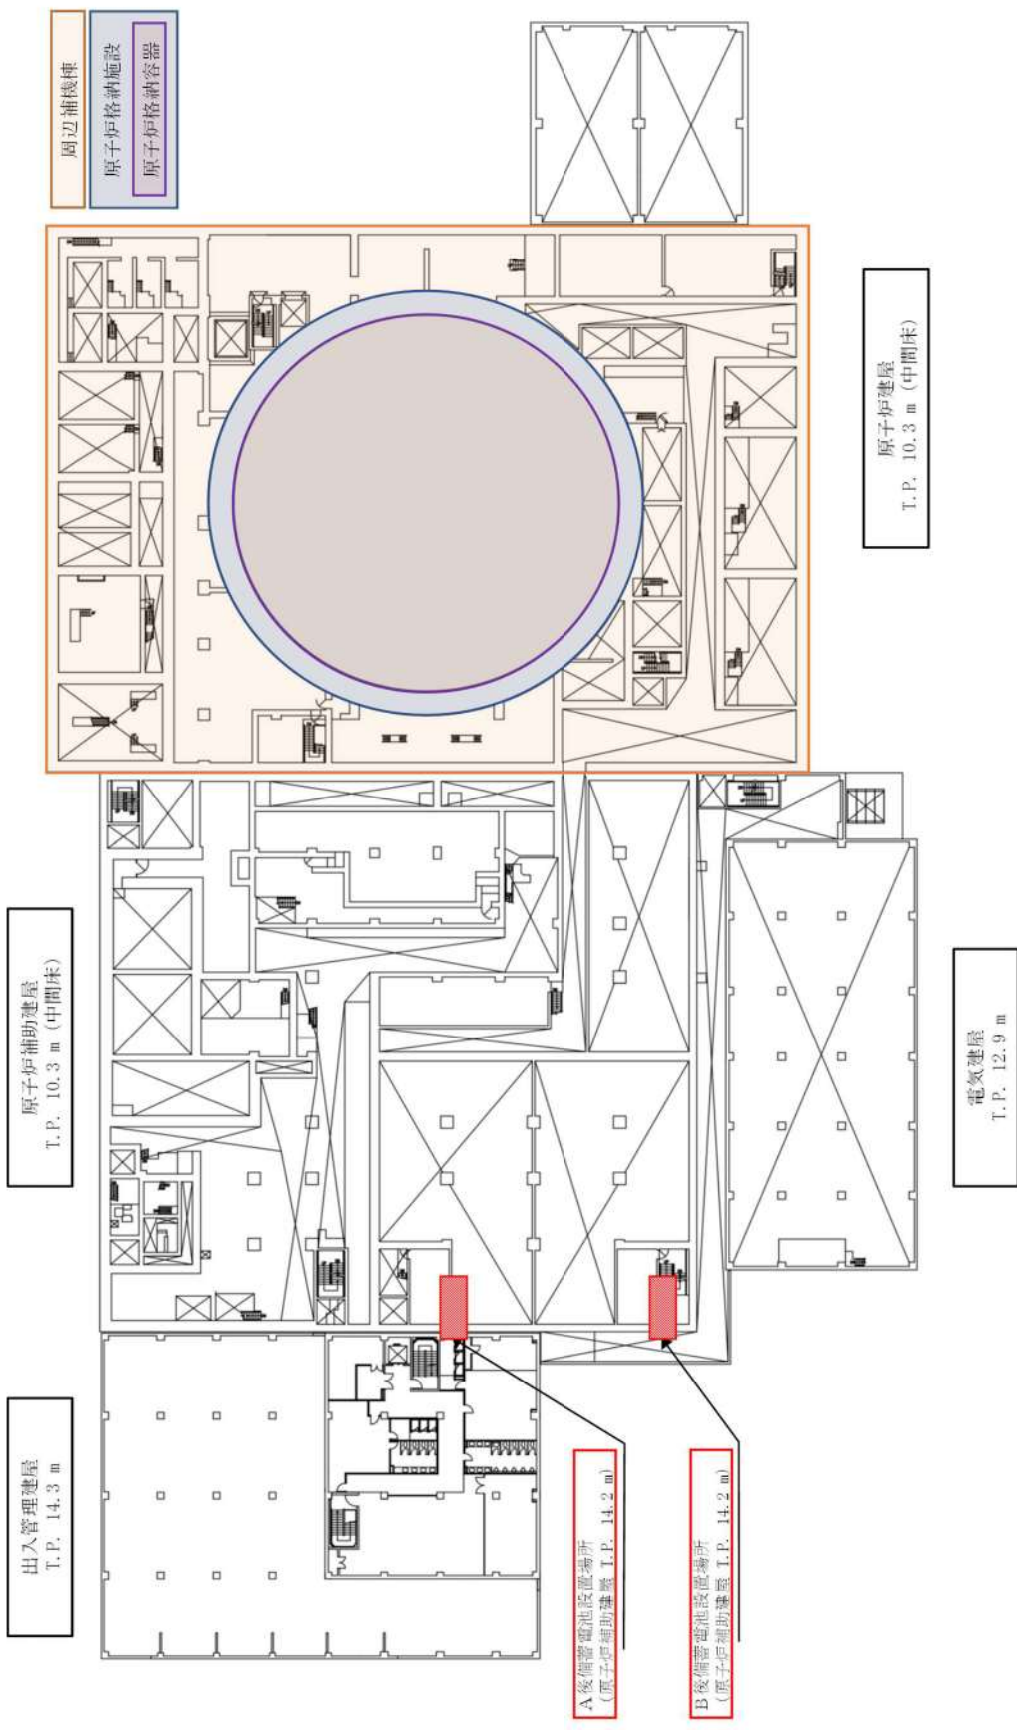 周辺補機棟
原子炉格納施設
原子炉格納容器
原子炉建屋
T.P. 10.3 m (中間床)
原子炉補助建屋
T.P. 10.3 m (中間床)
電気建屋
T.P. 12.9 m
出入管理建屋
T.P. 14.3 m
A後備蓄電池設置場所
(原子炉補助建屋 T.P. 14.2 m)
B後備蓄電池設置場所
(原子炉補助建屋 T.P. 14.2 m)